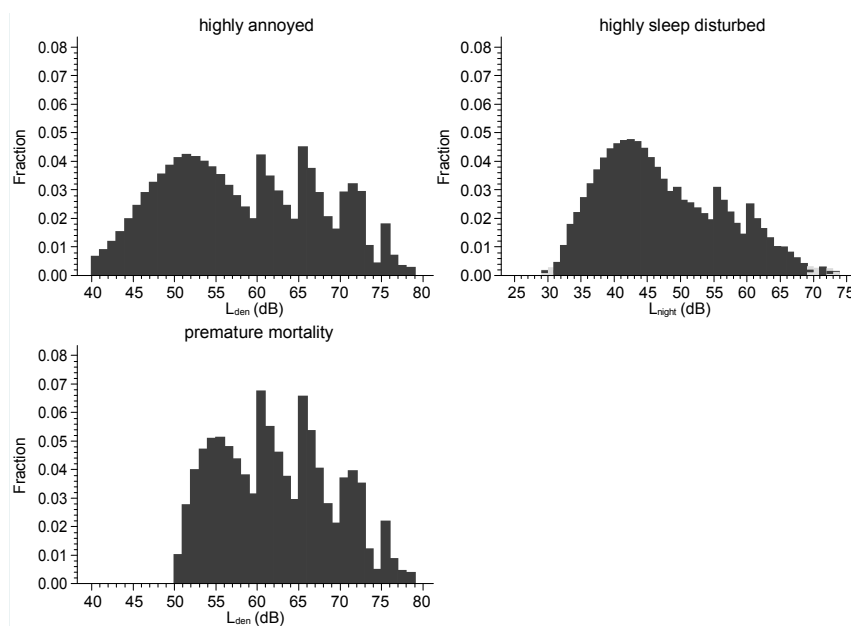 highly annoyed
0.08
0.07
0.06
0.05
0.04
0.03
0.02
0.01
0.00
Fraction
40 45 50 55 60 65 70 75 80
Lden (dB)
highly sleep disturbed
0.08
0.07
0.06
0.05
0.04
0.03
0.02
0.01
0.00
Fraction
25 30 35 40 45 50 55 60 65 70 75
Lnight (dB)
premature mortality
0.08
0.07
0.06
0.05
0.04
0.03
0.02
0.01
0.00
Fraction
40 45 50 55 60 65 70 75 80
Lden (dB)